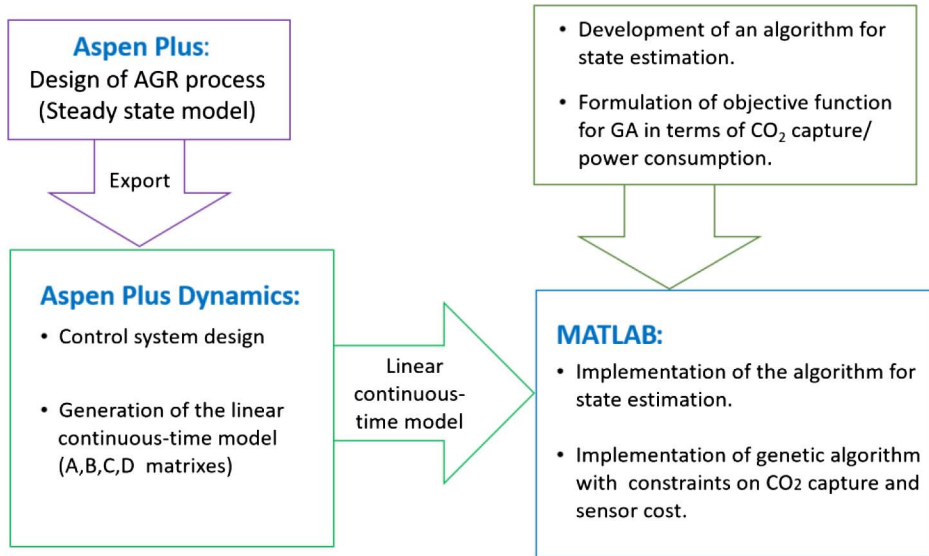 Aspen Plus:
Design of AGR process
(Steady state model)
Export
Aspen Plus Dynamics:
• Control system design
• Generation of the linear
continuous-time model
(A,B,C,D matrixes)
Linear
continuous-
time model
• Development of an algorithm for
state estimation.
• Formulation of objective function
for GA in terms of CO₂ capture/
power consumption.
MATLAB:
• Implementation of the algorithm for
state estimation.
• Implementation of genetic algorithm
with constraints on CO2 capture and
sensor cost.